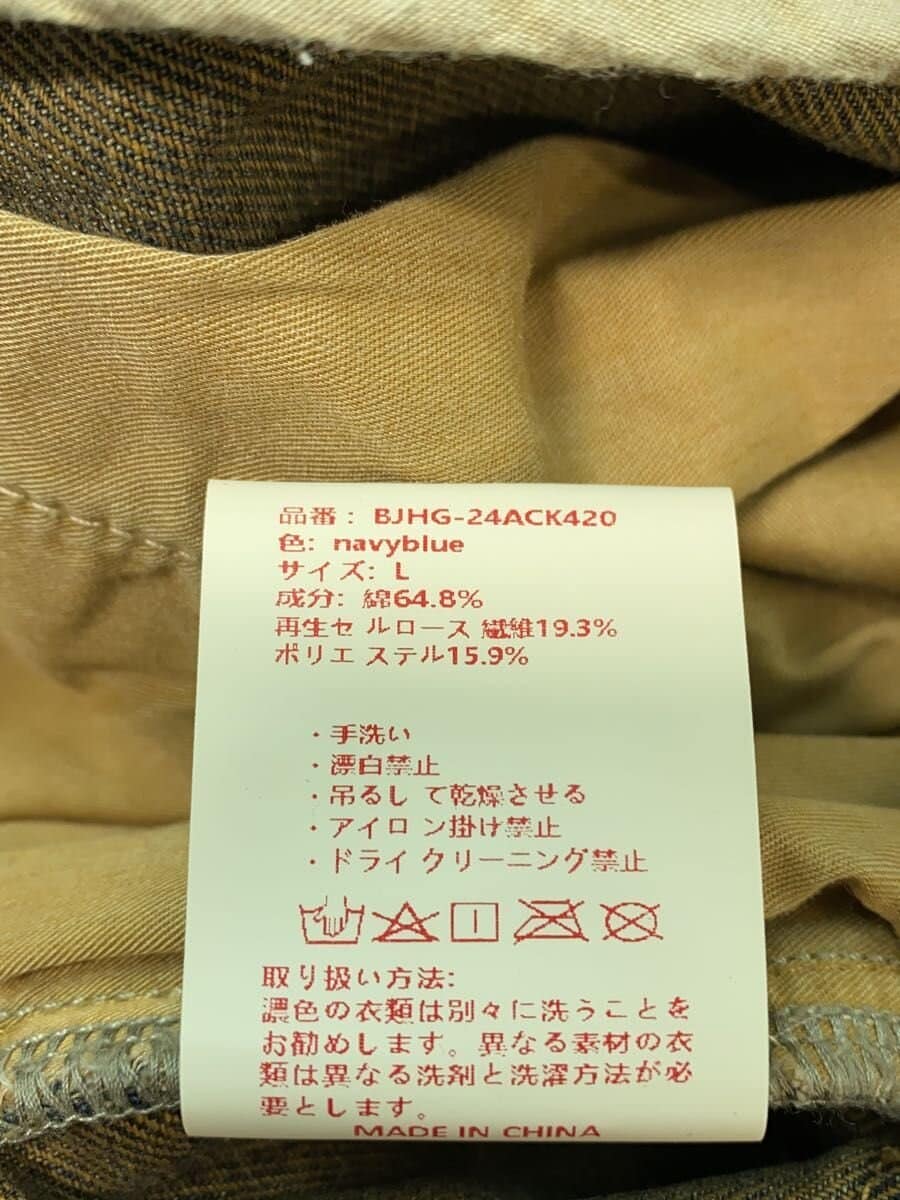 品番: BJHG-24ACK420
色: navyblue
サイズ: L
成分: 綿64.8%
再生セ ルロース 繊維19.3%
ポリエ ステル15.9%
・手洗い
・漂白禁止
・吊るし て乾燥させる
・アイロ ン掛け禁止
・ドライ クリーニング禁止
取り扱い方法:
濃色の衣類は別々に洗うことを
お勧めします。異なる素材の衣
類は異なる洗剤と洗濯方法が必
要とします。
MADE IN CHINA